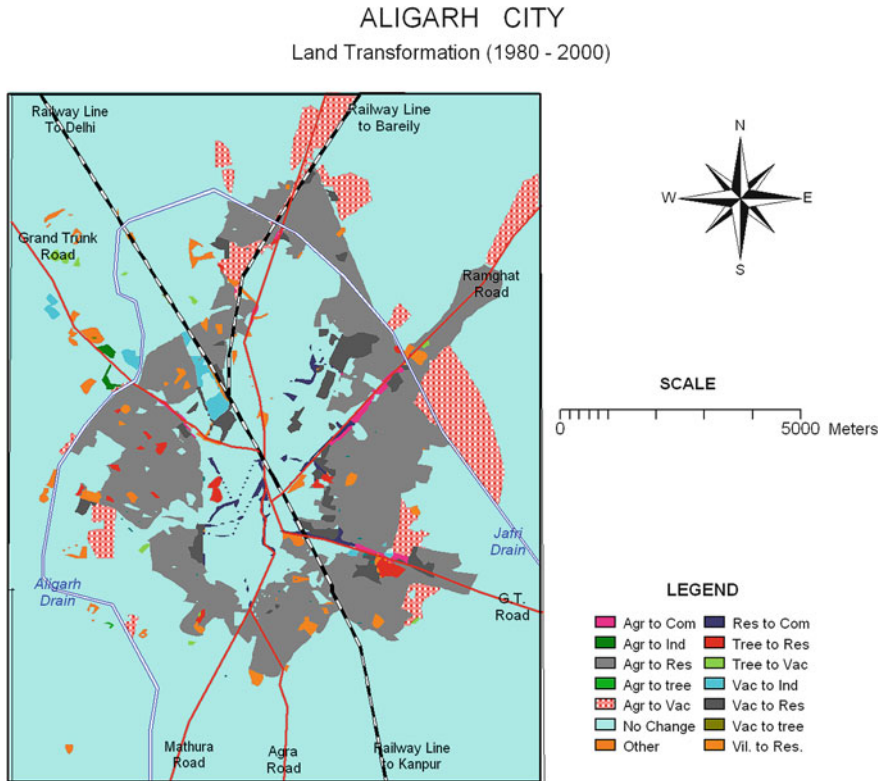 ALIGARH CITY
Land Transformation (1980 - 2000)
Railway Line
To Delhi
Railway Line
to Bareily
Grand Trunk
Road
Ramghat
Road
Jafri
Drain
Aligarh
Drain
G.T.
Road
Mathura
Road
Agra
Road
Railway Line
to Kanpur
N
W
E
S
SCALE
0
5000 Meters
LEGEND
Agr to Com
Agr to Ind
Agr to Res
Agr to tree
Agr to Vac
No Change
Other
Res to Com
Tree to Res
Tree to Vac
Vac to Ind
Vac to Res
Vac to tree
Vil. to Res.